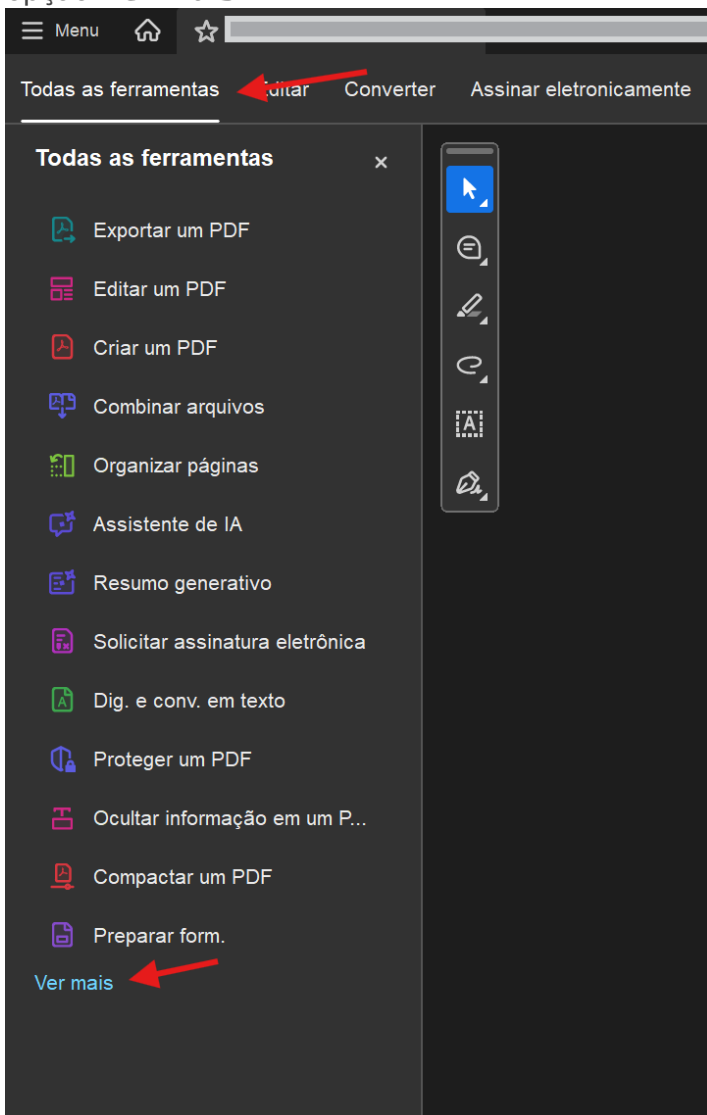 Menu
Todas as ferramentas
Converter
Assinar eletronicamente
Todas as ferramentas
Exportar um PDF
Editar um PDF
Criar um PDF
Combinar arquivos
Organizar páginas
Assistente de IA
Resumo generativo
Solicitar assinatura eletrônica
Dig. e conv. em texto
Proteger um PDF
Ocultar informação em um P...
Compactar um PDF
Preparar form.
Ver mais